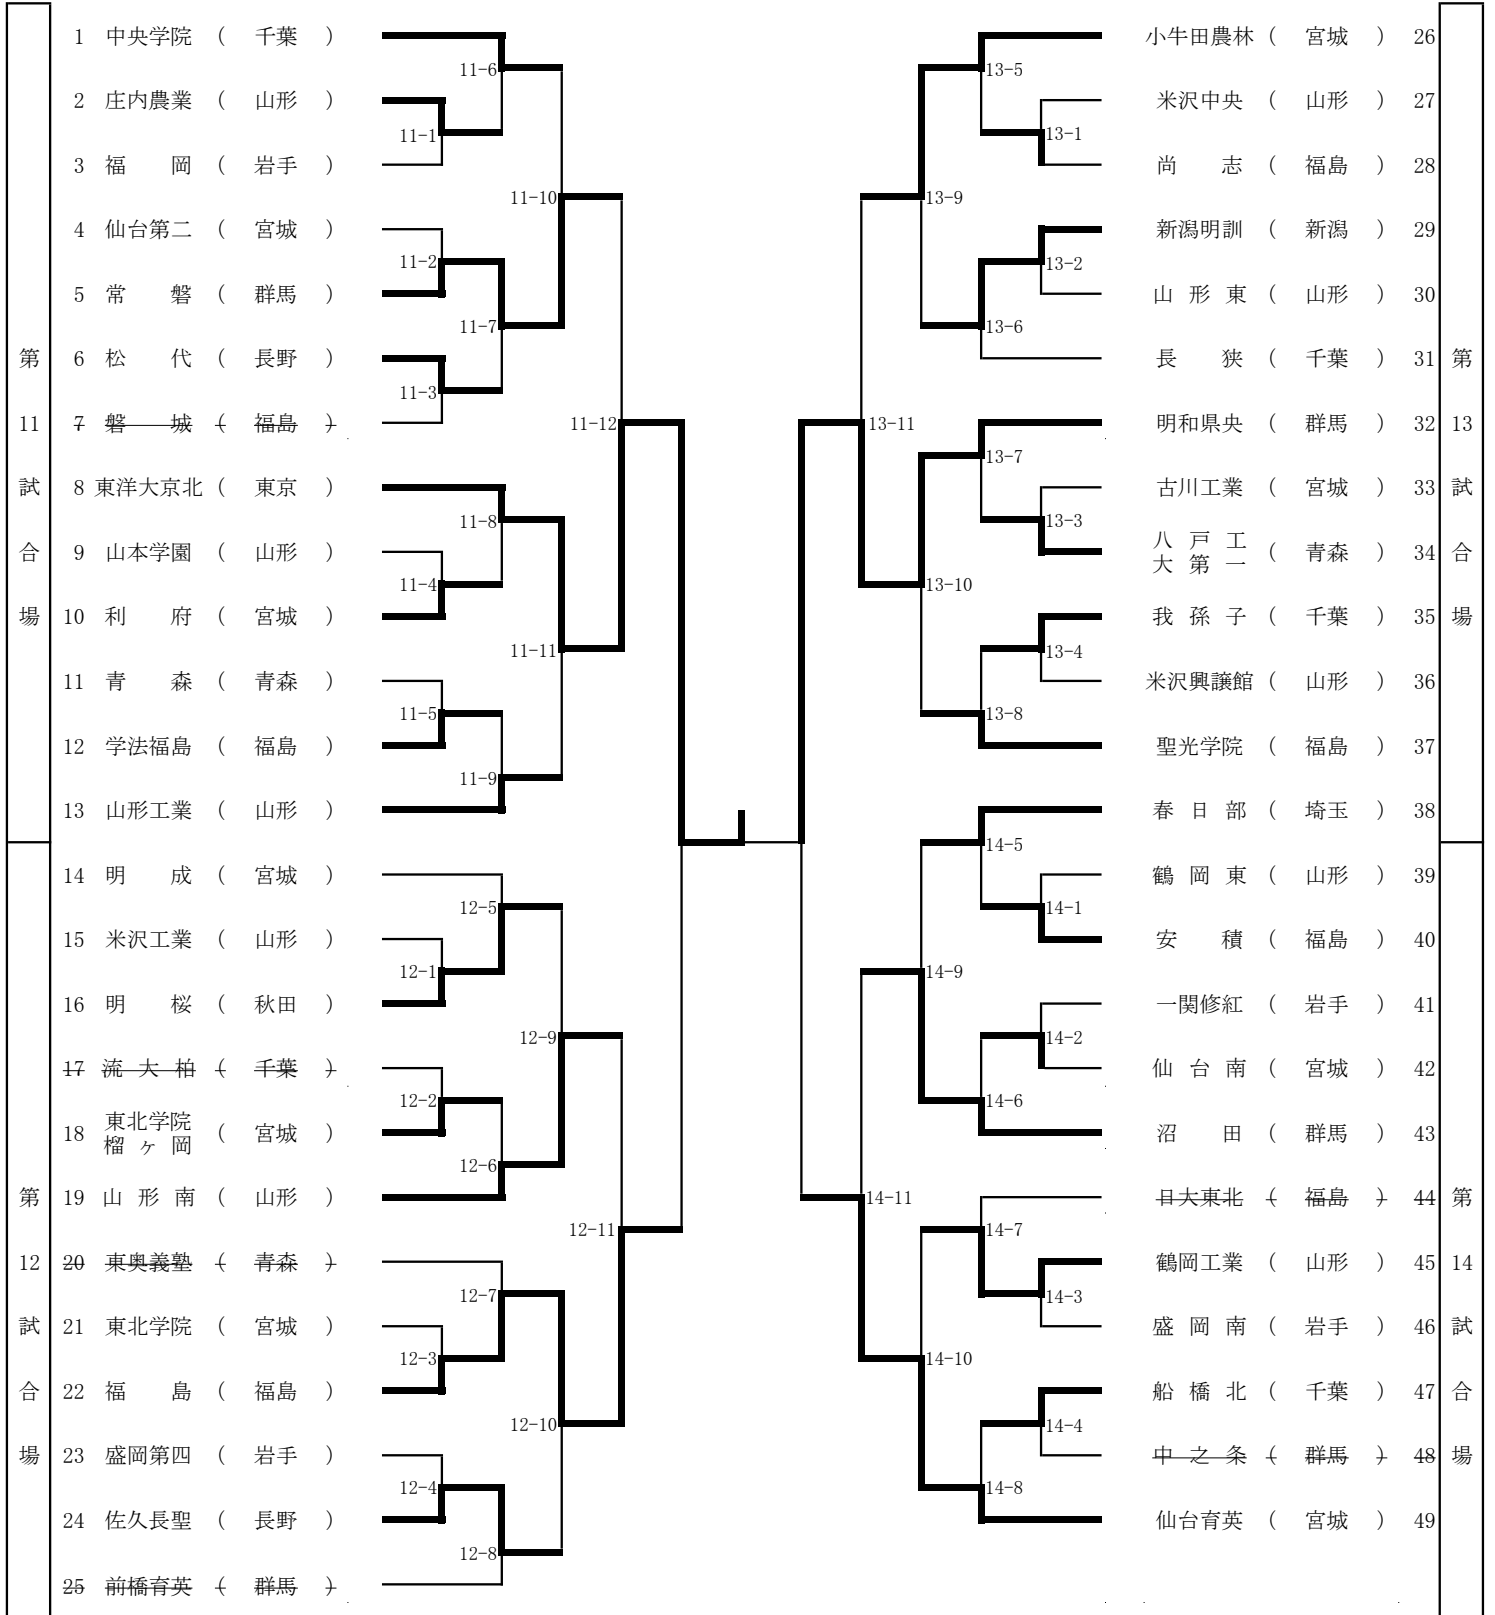 第11試合場
1 中央学院 ( 千葉 )
2 庄内農業 ( 山形 )
3 福岡 ( 岩手 )
4 仙台第二 ( 宮城 )
5 常磐 ( 群馬 )
6 松代 ( 長野 )
7 磐城 ( 福島 )
8 東洋大京北 ( 東京 )
9 山本学園 ( 山形 )
10 利府 ( 宮城 )
11 青森 ( 青森 )
12 学法福島 ( 福島 )
13 山形工業 ( 山形 )
11-6
11-1
11-10
11-2
11-7
11-3
11-12
11-8
11-4
11-11
11-5
11-9
第12試合場
14 明成 ( 宮城 )
15 米沢工業 ( 山形 )
16 明桜 ( 秋田 )
17 流大柏 ( 千葉 )
18 東北学院榴ヶ岡 ( 宮城 )
19 山形南 ( 山形 )
20 東奥義塾 ( 青森 )
21 東北学院 ( 宮城 )
22 福島 ( 福島 )
23 盛岡第四 ( 岩手 )
24 佐久長聖 ( 長野 )
25 前橋育英 ( 群馬 )
12-5
12-1
12-9
12-2
12-6
12-11
12-7
12-3
12-10
12-4
12-8
小牛田農林 ( 宮城 ) 26
米沢中央 ( 山形 ) 27
尚志 ( 福島 ) 28
新潟明訓 ( 新潟 ) 29
山形東 ( 山形 ) 30
長狭 ( 千葉 ) 31
明和県央 ( 群馬 ) 32
古川工業 ( 宮城 ) 33
八戸工大第一 ( 青森 ) 34
我孫子 ( 千葉 ) 35
米沢興譲館 ( 山形 ) 36
聖光学院 ( 福島 ) 37
春日部 ( 埼玉 ) 38
第13試合場
13-5
13-1
13-9
13-2
13-6
13-11
13-7
13-3
13-10
13-4
13-8
鶴岡東 ( 山形 ) 39
安積 ( 福島 ) 40
一関修紅 ( 岩手 ) 41
仙台南 ( 宮城 ) 42
沼田 ( 群馬 ) 43
日大東北 ( 福島 ) 44
鶴岡工業 ( 山形 ) 45
盛岡南 ( 岩手 ) 46
船橋北 ( 千葉 ) 47
中之条 ( 群馬 ) 48
仙台育英 ( 宮城 ) 49
第14試合場
14-5
14-1
14-9
14-2
14-6
14-11
14-7
14-3
14-10
14-4
14-8